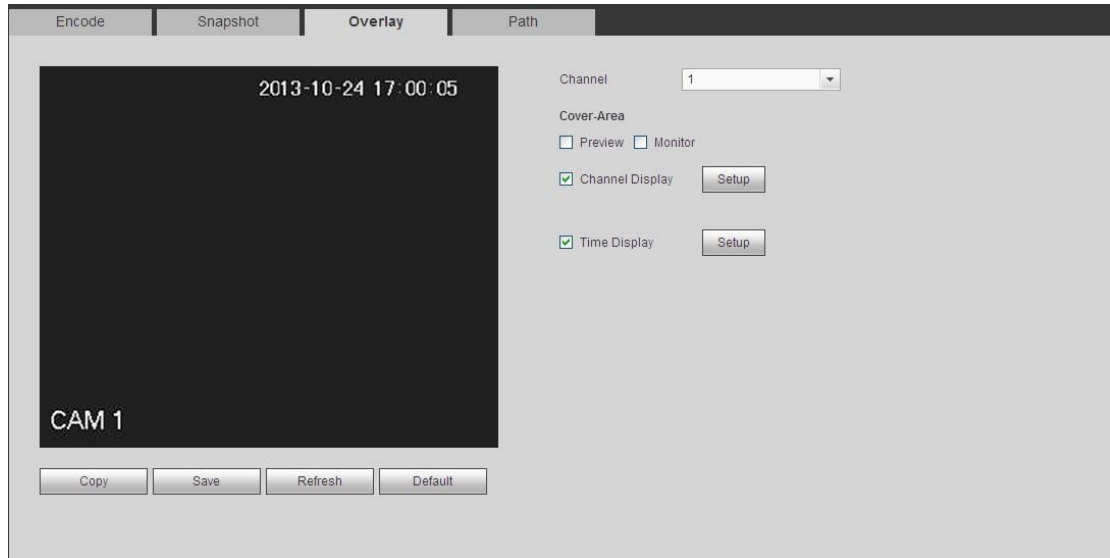 Encode Snapshot Overlay Path
2013-10-24 17:00:05
CAM 1
Channel 1
Cover-Area
Preview Monitor
Channel Display Setup
Time Display Setup
Copy Save Refresh Default